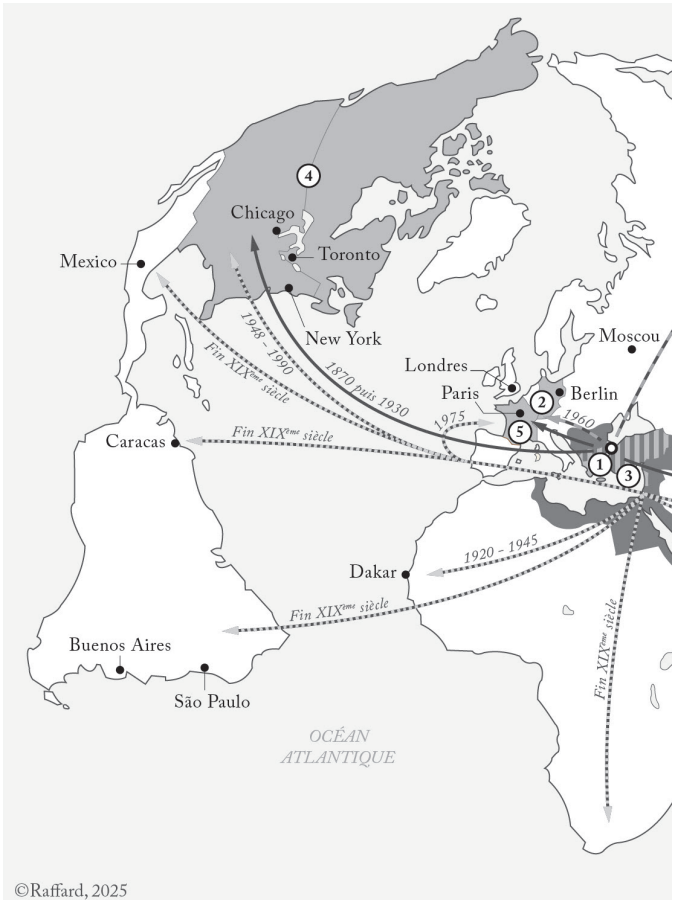 4
Chicago
Toronto
Mexico
New York
Moscou
1948 - 1990
Fin XIXème siècle
1870 puis 1930
Londres
Paris
Berlin
2
1960
1975
5
Fin XIXème siècle
Caracas
1
3
1920 - 1945
Dakar
Fin XIXème siècle
Fin XIXème siècle
Buenos Aires
São Paulo
OCÉAN
ATLANTIQUE
©Raffard, 2025